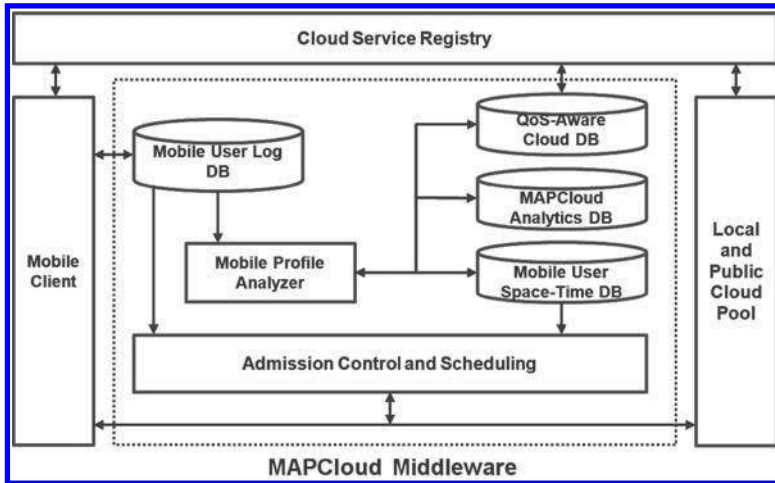 Cloud Service Registry
Mobile
Client
Mobile User Log
DB
Mobile Profile
Analyzer
QoS-Aware
Cloud DB
MAPCloud
Analytics DB
Mobile User
Space-Time DB
Admission Control and Scheduling
Local
and
Public
Cloud
Pool
MAPCloud Middleware